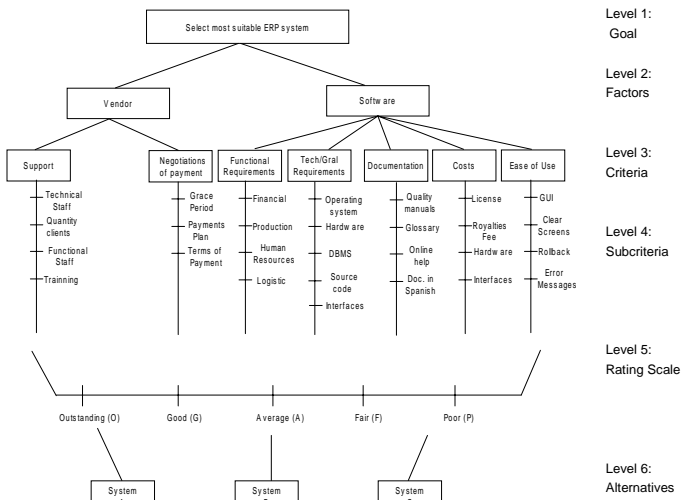 Select most suitable ERP system
Level 1:
Goal
Level 2:
Factors
Vendor
Software
Level 3:
Criteria
Support
Negotiations
of payment
Functional
Requirements
Tech/Gral
Requirements
Documentation
Costs
Ease of Use
Level 4:
Subcriteria
Technical
Staff
Quantity
clients
Functional
Staff
Trainning
Grace
Period
Payments
Plan
Terms of
Payment
Financial
Production
Human
Resources
Logistic
Operating
system
Hardware
DBMS
Source
code
Interfaces
Quality
manuals
Glossary
Online
help
Doc. in
Spanish
License
Royalties
Fee
Hardware
Interfaces
GUI
Clear
Screens
Rollback
Error
Messages
Level 5:
Rating Scale
Outstanding (O)
Good (G)
Average (A)
Fair (F)
Poor (P)
Level 6:
Alternatives
System
System
System